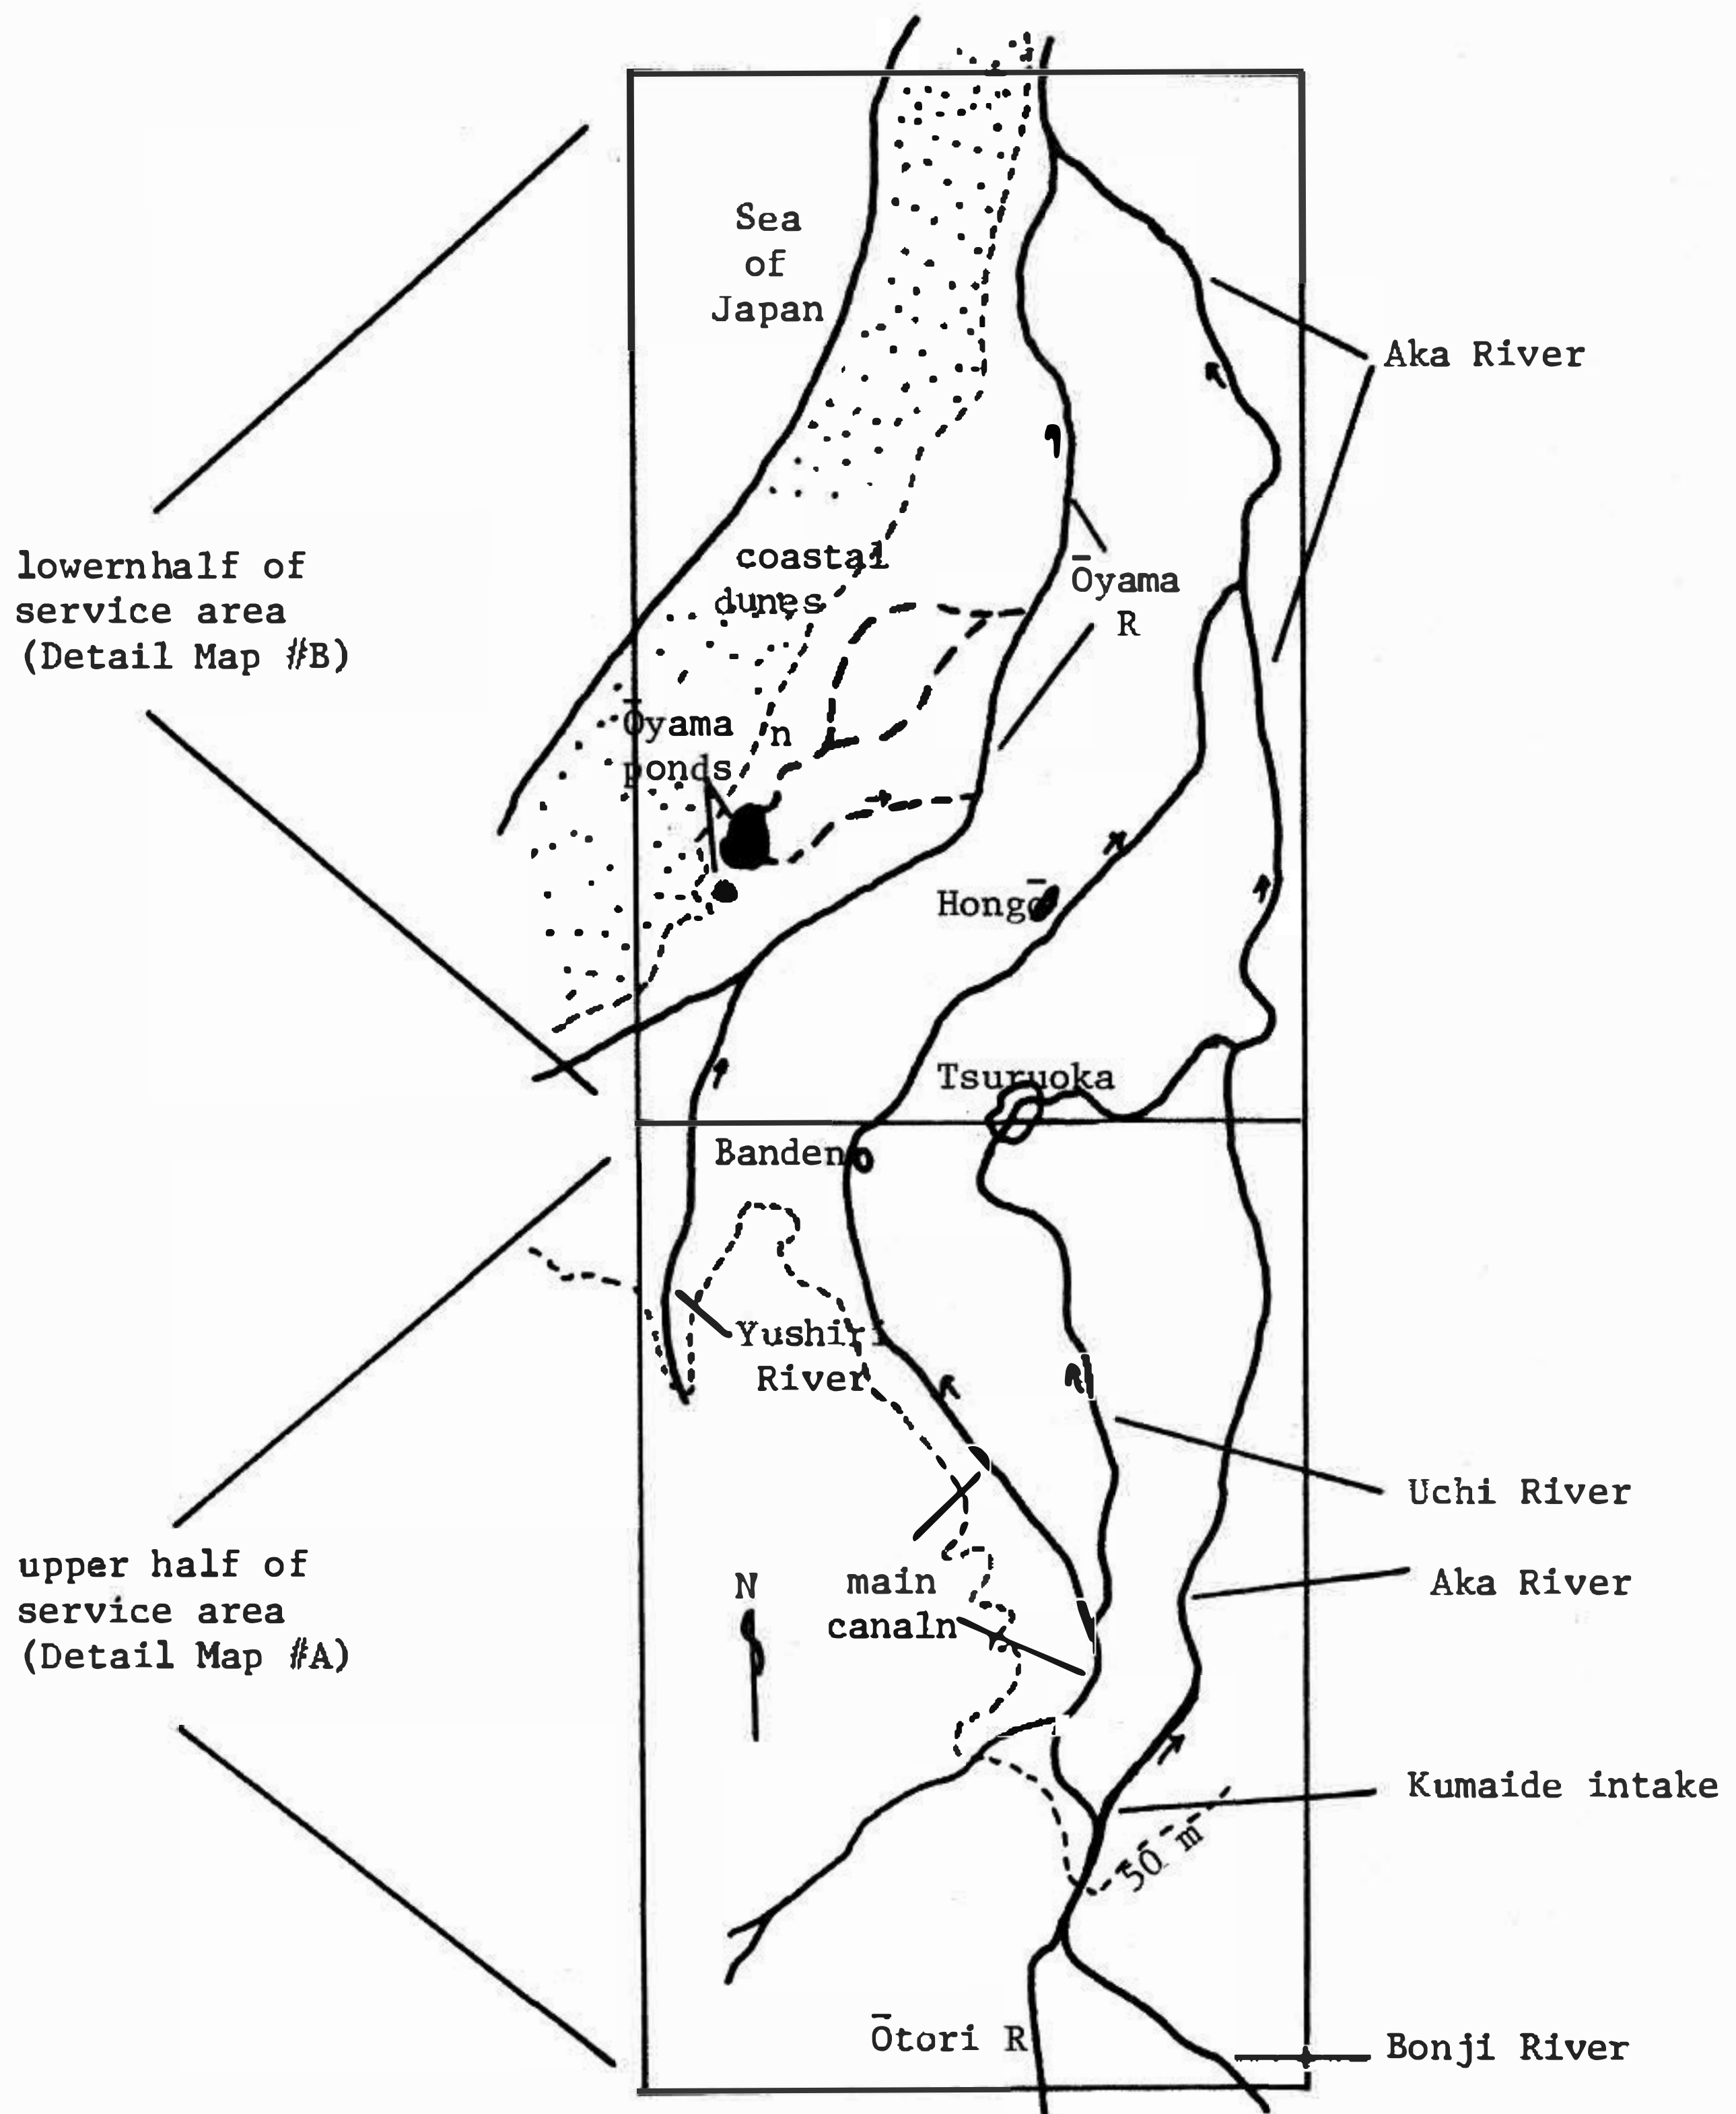 Sea
of
Japan
Aka River
lowernhalf of
service area
(Detail Map #B)
coastal
dunes
Ōyama
R
Ōyama
n
ponds
Hongō
Tsuruoka
Banden
Yushiri
River
Uchi River
upper half of
service area
(Detail Map #A)
N
main
canaln
Aka River
Kumaide intake
50 m
Ōtori R
Bonji River